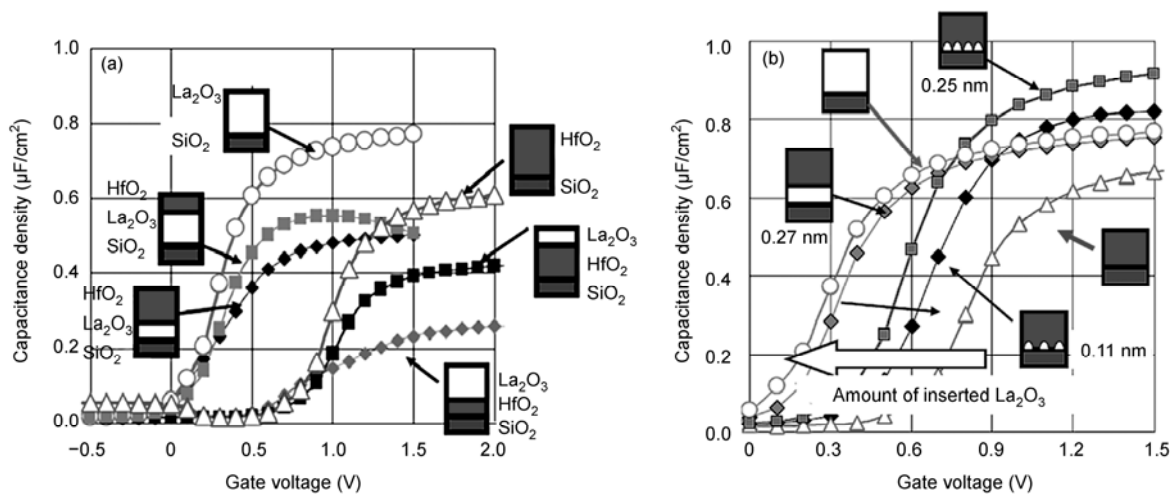 (a)
1.0
0.8
0.6
0.4
0.2
0.0
Capacitance density (μF/cm²)
−0.5
0
0.5
1.0
1.5
2.0
Gate voltage (V)
La₂O₃
SiO₂
HfO₂
La₂O₃
SiO₂
HfO₂
La₂O₃
SiO₂
HfO₂
SiO₂
La₂O₃
HfO₂
SiO₂
La₂O₃
HfO₂
SiO₂
(b)
1.0
0.8
0.6
0.4
0.2
0.0
Capacitance density (μF/cm²)
0
0.3
0.6
0.9
1.2
1.5
Gate voltage (V)
0.25 nm
0.27 nm
0.11 nm
Amount of inserted La₂O₃